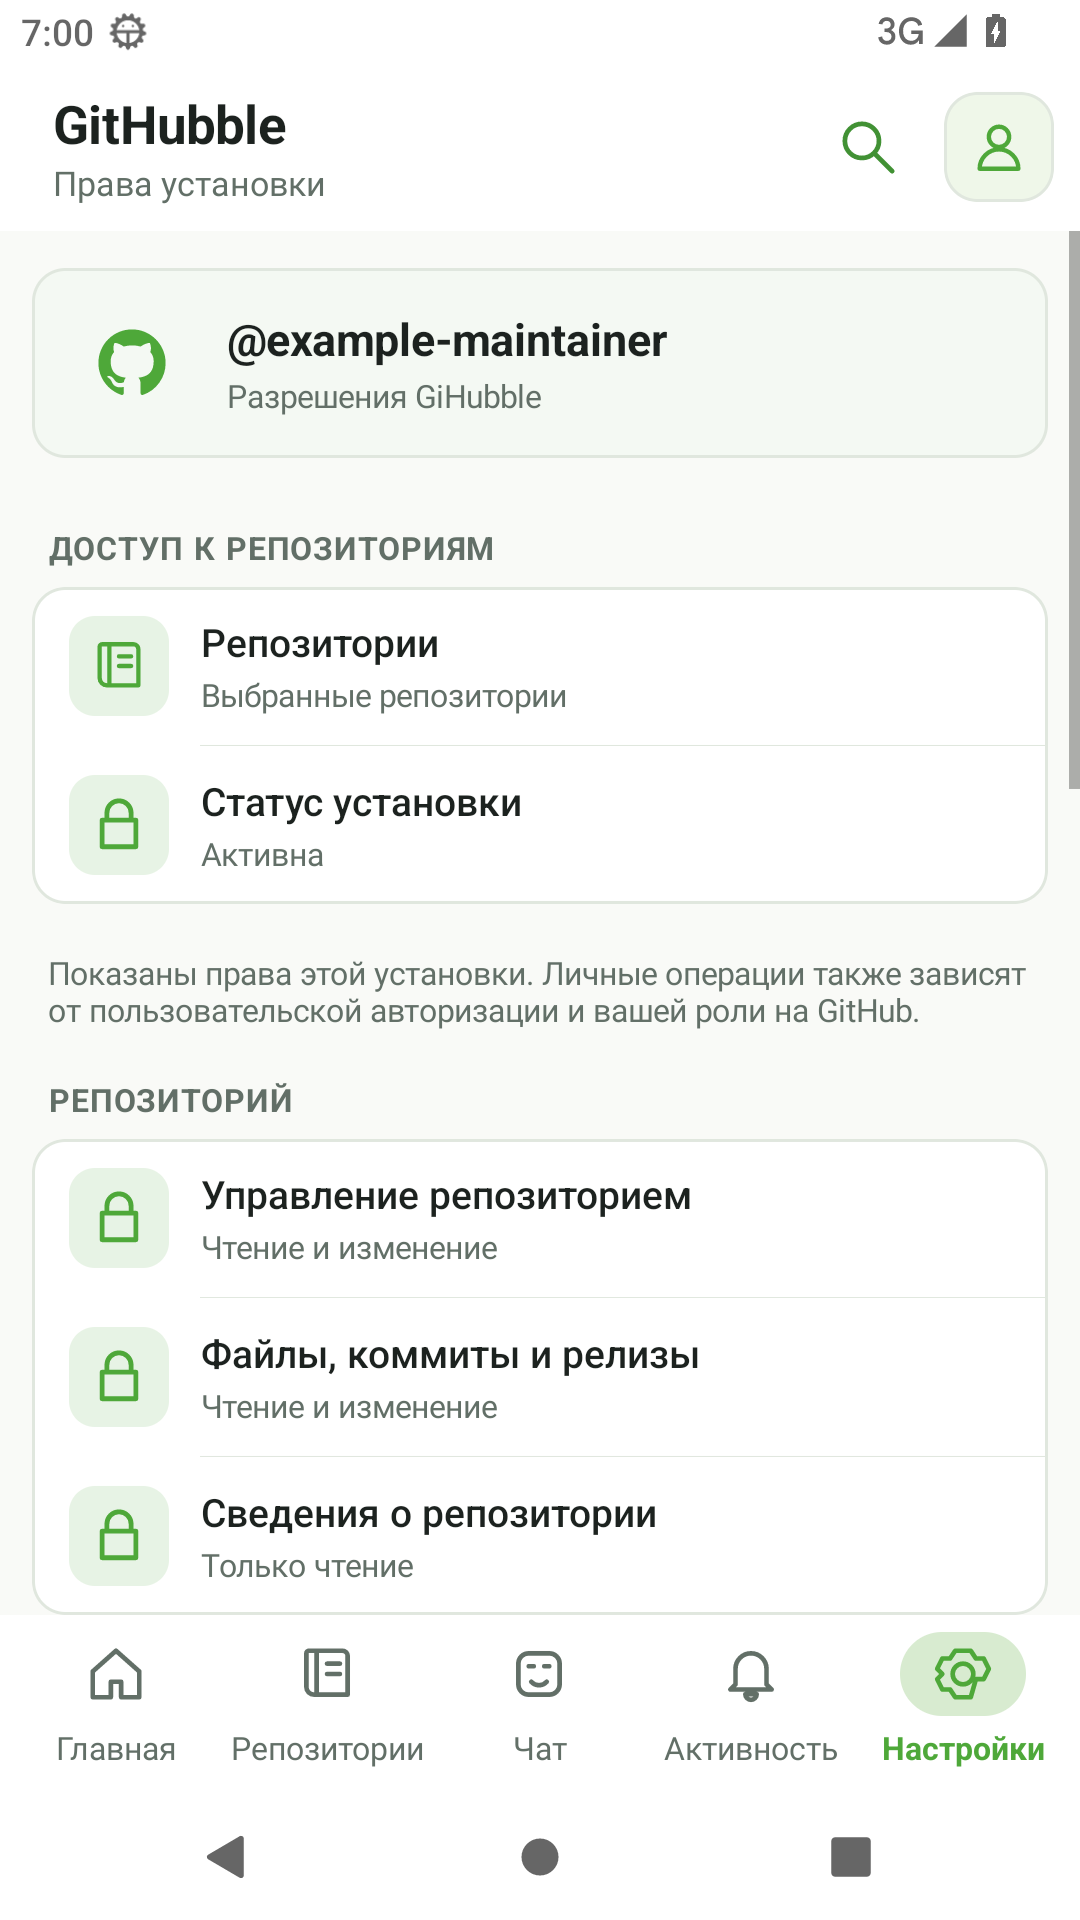 7:00 3G
GitHubble
Права установки
@example-maintainer
Разрешения GiHubble
ДОСТУП К РЕПОЗИТОРИЯМ
Репозитории
Выбранные репозитории
Статус установки
Активна
Показаны права этой установки. Личные операции также зависят
от пользовательской авторизации и вашей роли на GitHub.
РЕПОЗИТОРИЙ
Управление репозиторием
Чтение и изменение
Файлы, коммиты и релизы
Чтение и изменение
Сведения о репозитории
Только чтение
Главная Репозитории Чат Активность Настройки